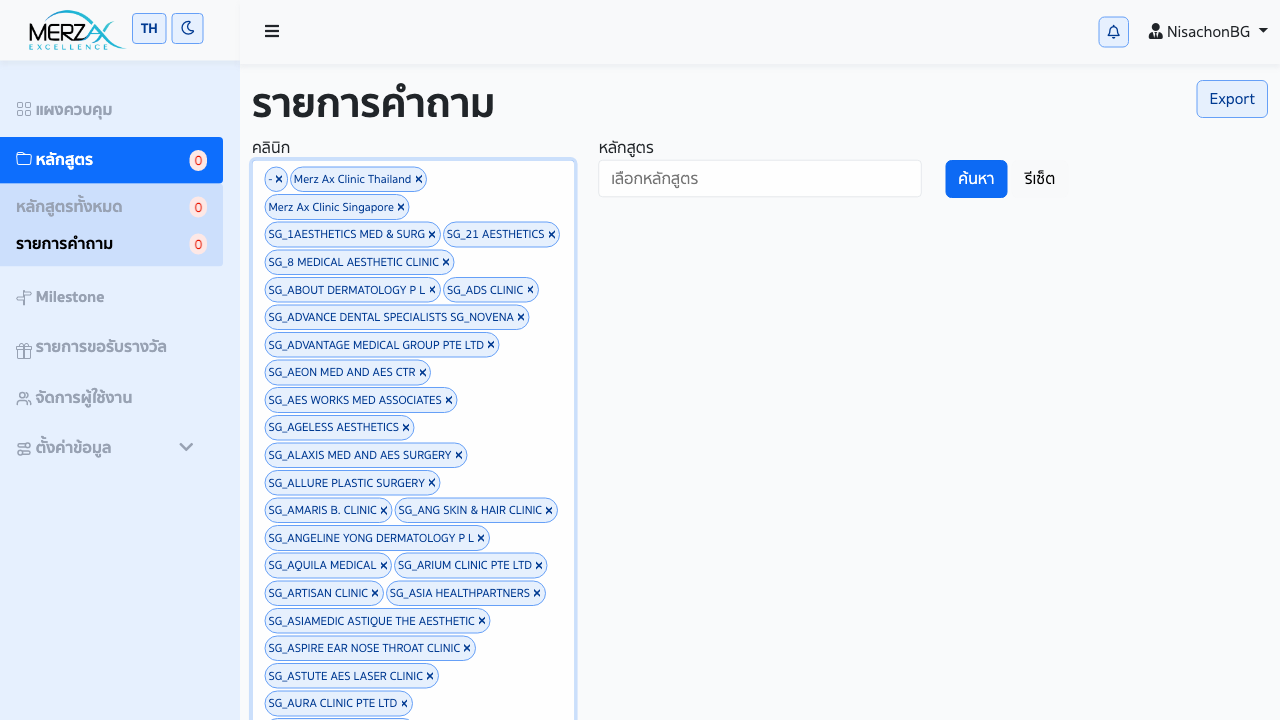 MERZ AX
EXCELLENCE
TH
NisachonBG
แผงควบคุม
หลักสูตร 0
หลักสูตรทั้งหมด 0
รายการคำถาม 0
Milestone
รายการขอรับรางวัล
จัดการผู้ใช้งาน
ตั้งค่าข้อมูล
รายการคำถาม
Export
คลินิก
- ×
Merz Ax Clinic Thailand ×
Merz Ax Clinic Singapore ×
SG_1AESTHETICS MED & SURG ×
SG_21 AESTHETICS ×
SG_8 MEDICAL AESTHETIC CLINIC ×
SG_ABOUT DERMATOLOGY P L ×
SG_ADS CLINIC ×
SG_ADVANCE DENTAL SPECIALISTS SG_NOVENA ×
SG_ADVANTAGE MEDICAL GROUP PTE LTD ×
SG_AEON MED AND AES CTR ×
SG_AES WORKS MED ASSOCIATES ×
SG_AGELESS AESTHETICS ×
SG_ALAXIS MED AND AES SURGERY ×
SG_ALLURE PLASTIC SURGERY ×
SG_AMARIS B. CLINIC ×
SG_ANG SKIN & HAIR CLINIC ×
SG_ANGELINE YONG DERMATOLOGY P L ×
SG_AQUILA MEDICAL ×
SG_ARIUM CLINIC PTE LTD ×
SG_ARTISAN CLINIC ×
SG_ASIA HEALTHPARTNERS ×
SG_ASIAMEDIC ASTIQUE THE AESTHETIC ×
SG_ASPIRE EAR NOSE THROAT CLINIC ×
SG_ASTUTE AES LASER CLINIC ×
SG_AURA CLINIC PTE LTD ×
หลักสูตร
เลือกหลักสูตร
ค้นหา
รีเซ็ต